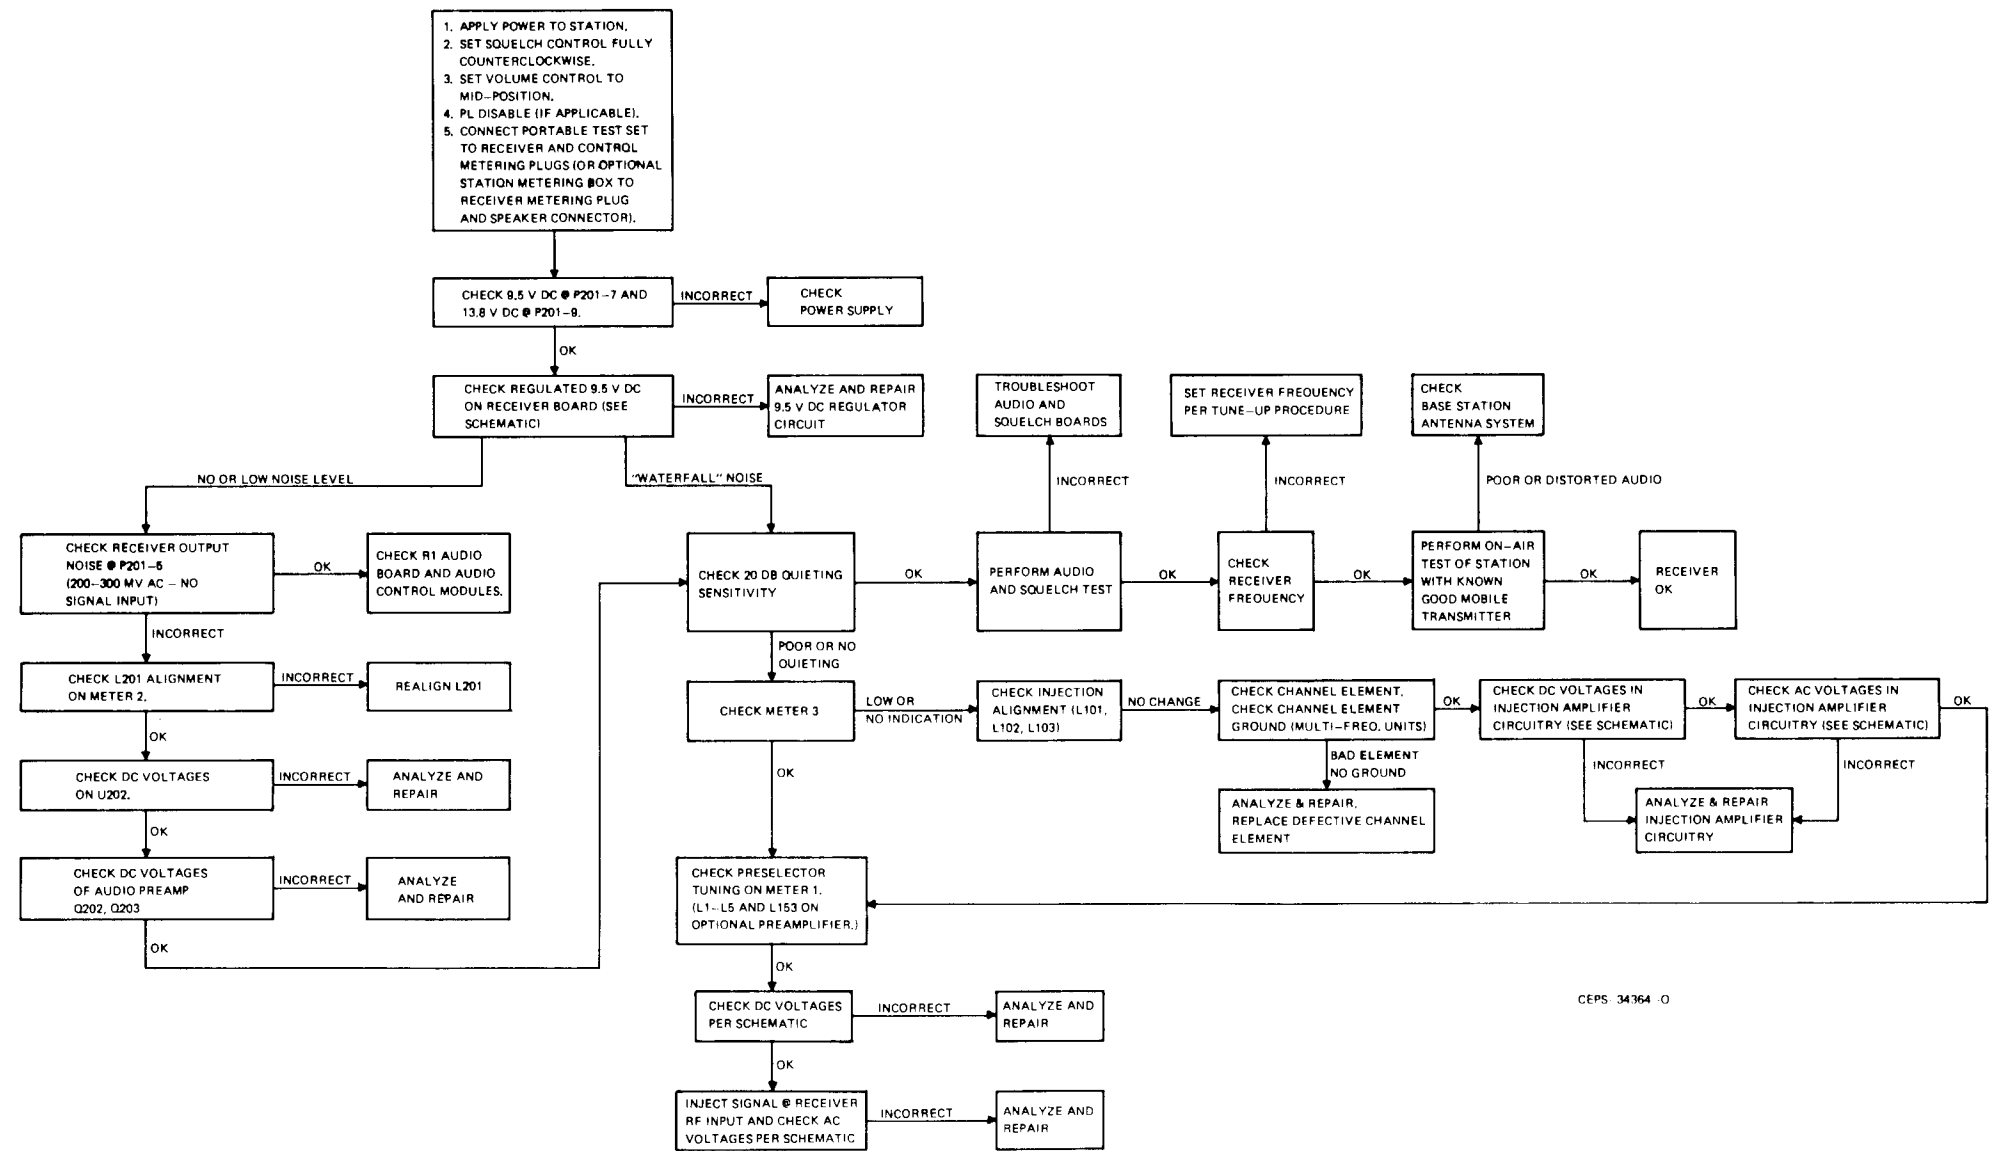 1. APPLY POWER TO STATION.
2. SET SQUELCH CONTROL FULLY
COUNTERCLOCKWISE.
3. SET VOLUME CONTROL TO
MID-POSITION.
4. PL DISABLE (IF APPLICABLE).
5. CONNECT PORTABLE TEST SET
TO RECEIVER AND CONTROL
METERING PLUGS (OR OPTIONAL
STATION METERING BOX TO
RECEIVER METERING PLUG
AND SPEAKER CONNECTOR).
CHECK 9.5 V DC @ P201-7 AND
13.8 V DC @ P201-9.
INCORRECT
CHECK
POWER SUPPLY
OK
CHECK REGULATED 9.5 V DC
ON RECEIVER BOARD (SEE
SCHEMATIC)
INCORRECT
ANALYZE AND REPAIR
9.5 V DC REGULATOR
CIRCUIT
TROUBLESHOOT
AUDIO AND
SQUELCH BOARDS
SET RECEIVER FREQUENCY
PER TUNE-UP PROCEDURE
CHECK
BASE STATION
ANTENNA SYSTEM
NO OR LOW NOISE LEVEL
"WATERFALL" NOISE
INCORRECT
INCORRECT
POOR OR DISTORTED AUDIO
CHECK RECEIVER OUTPUT
NOISE @ P201-6
(200-300 MV AC - NO
SIGNAL INPUT)
OK
CHECK R1 AUDIO
BOARD AND AUDIO
CONTROL MODULES.
CHECK 20 DB QUIETING
SENSITIVITY
OK
PERFORM AUDIO
AND SQUELCH TEST
OK
CHECK
RECEIVER
FREQUENCY
OK
PERFORM ON-AIR
TEST OF STATION
WITH KNOWN
GOOD MOBILE
TRANSMITTER
OK
RECEIVER
OK
INCORRECT
POOR OR NO
QUIETING
CHECK L201 ALIGNMENT
ON METER 2.
INCORRECT
REALIGN L201
CHECK METER 3
LOW OR
NO INDICATION
CHECK INJECTION
ALIGNMENT (L101,
L102, L103)
NO CHANGE
CHECK CHANNEL ELEMENT.
CHECK CHANNEL ELEMENT
GROUND (MULTI-FREQ. UNITS)
OK
CHECK DC VOLTAGES IN
INJECTION AMPLIFIER
CIRCUITRY (SEE SCHEMATIC)
OK
CHECK AC VOLTAGES IN
INJECTION AMPLIFIER
CIRCUITRY (SEE SCHEMATIC)
OK
OK
OK
BAD ELEMENT
NO GROUND
INCORRECT
INCORRECT
CHECK DC VOLTAGES
ON U202.
INCORRECT
ANALYZE AND
REPAIR
ANALYZE & REPAIR.
REPLACE DEFECTIVE CHANNEL
ELEMENT
ANALYZE & REPAIR
INJECTION AMPLIFIER
CIRCUITRY
OK
CHECK DC VOLTAGES
OF AUDIO PREAMP
Q202, Q203
INCORRECT
ANALYZE
AND REPAIR
CHECK PRESELECTOR
TUNING ON METER 1.
(L1-L5 AND L153 ON
OPTIONAL PREAMPLIFIER.)
OK
OK
CHECK DC VOLTAGES
PER SCHEMATIC
INCORRECT
ANALYZE AND
REPAIR
CEPS-34364-O
OK
INJECT SIGNAL @ RECEIVER
RF INPUT AND CHECK AC
VOLTAGES PER SCHEMATIC
INCORRECT
ANALYZE AND
REPAIR